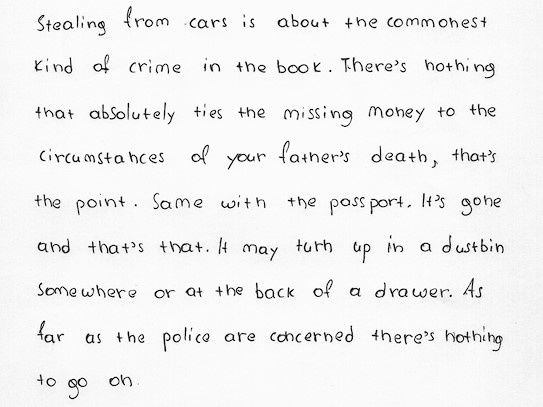 Stealing from cars is about the commonest
kind of crime in the book. There's nothing
that absolutely ties the missing money to the
circumstances of your father's death, that's
the point. Same with the passport. It's gone
and that's that. It may turn up in a dustbin
somewhere or at the back of a drawer. As
far as the police are concerned there's nothing
to go on.